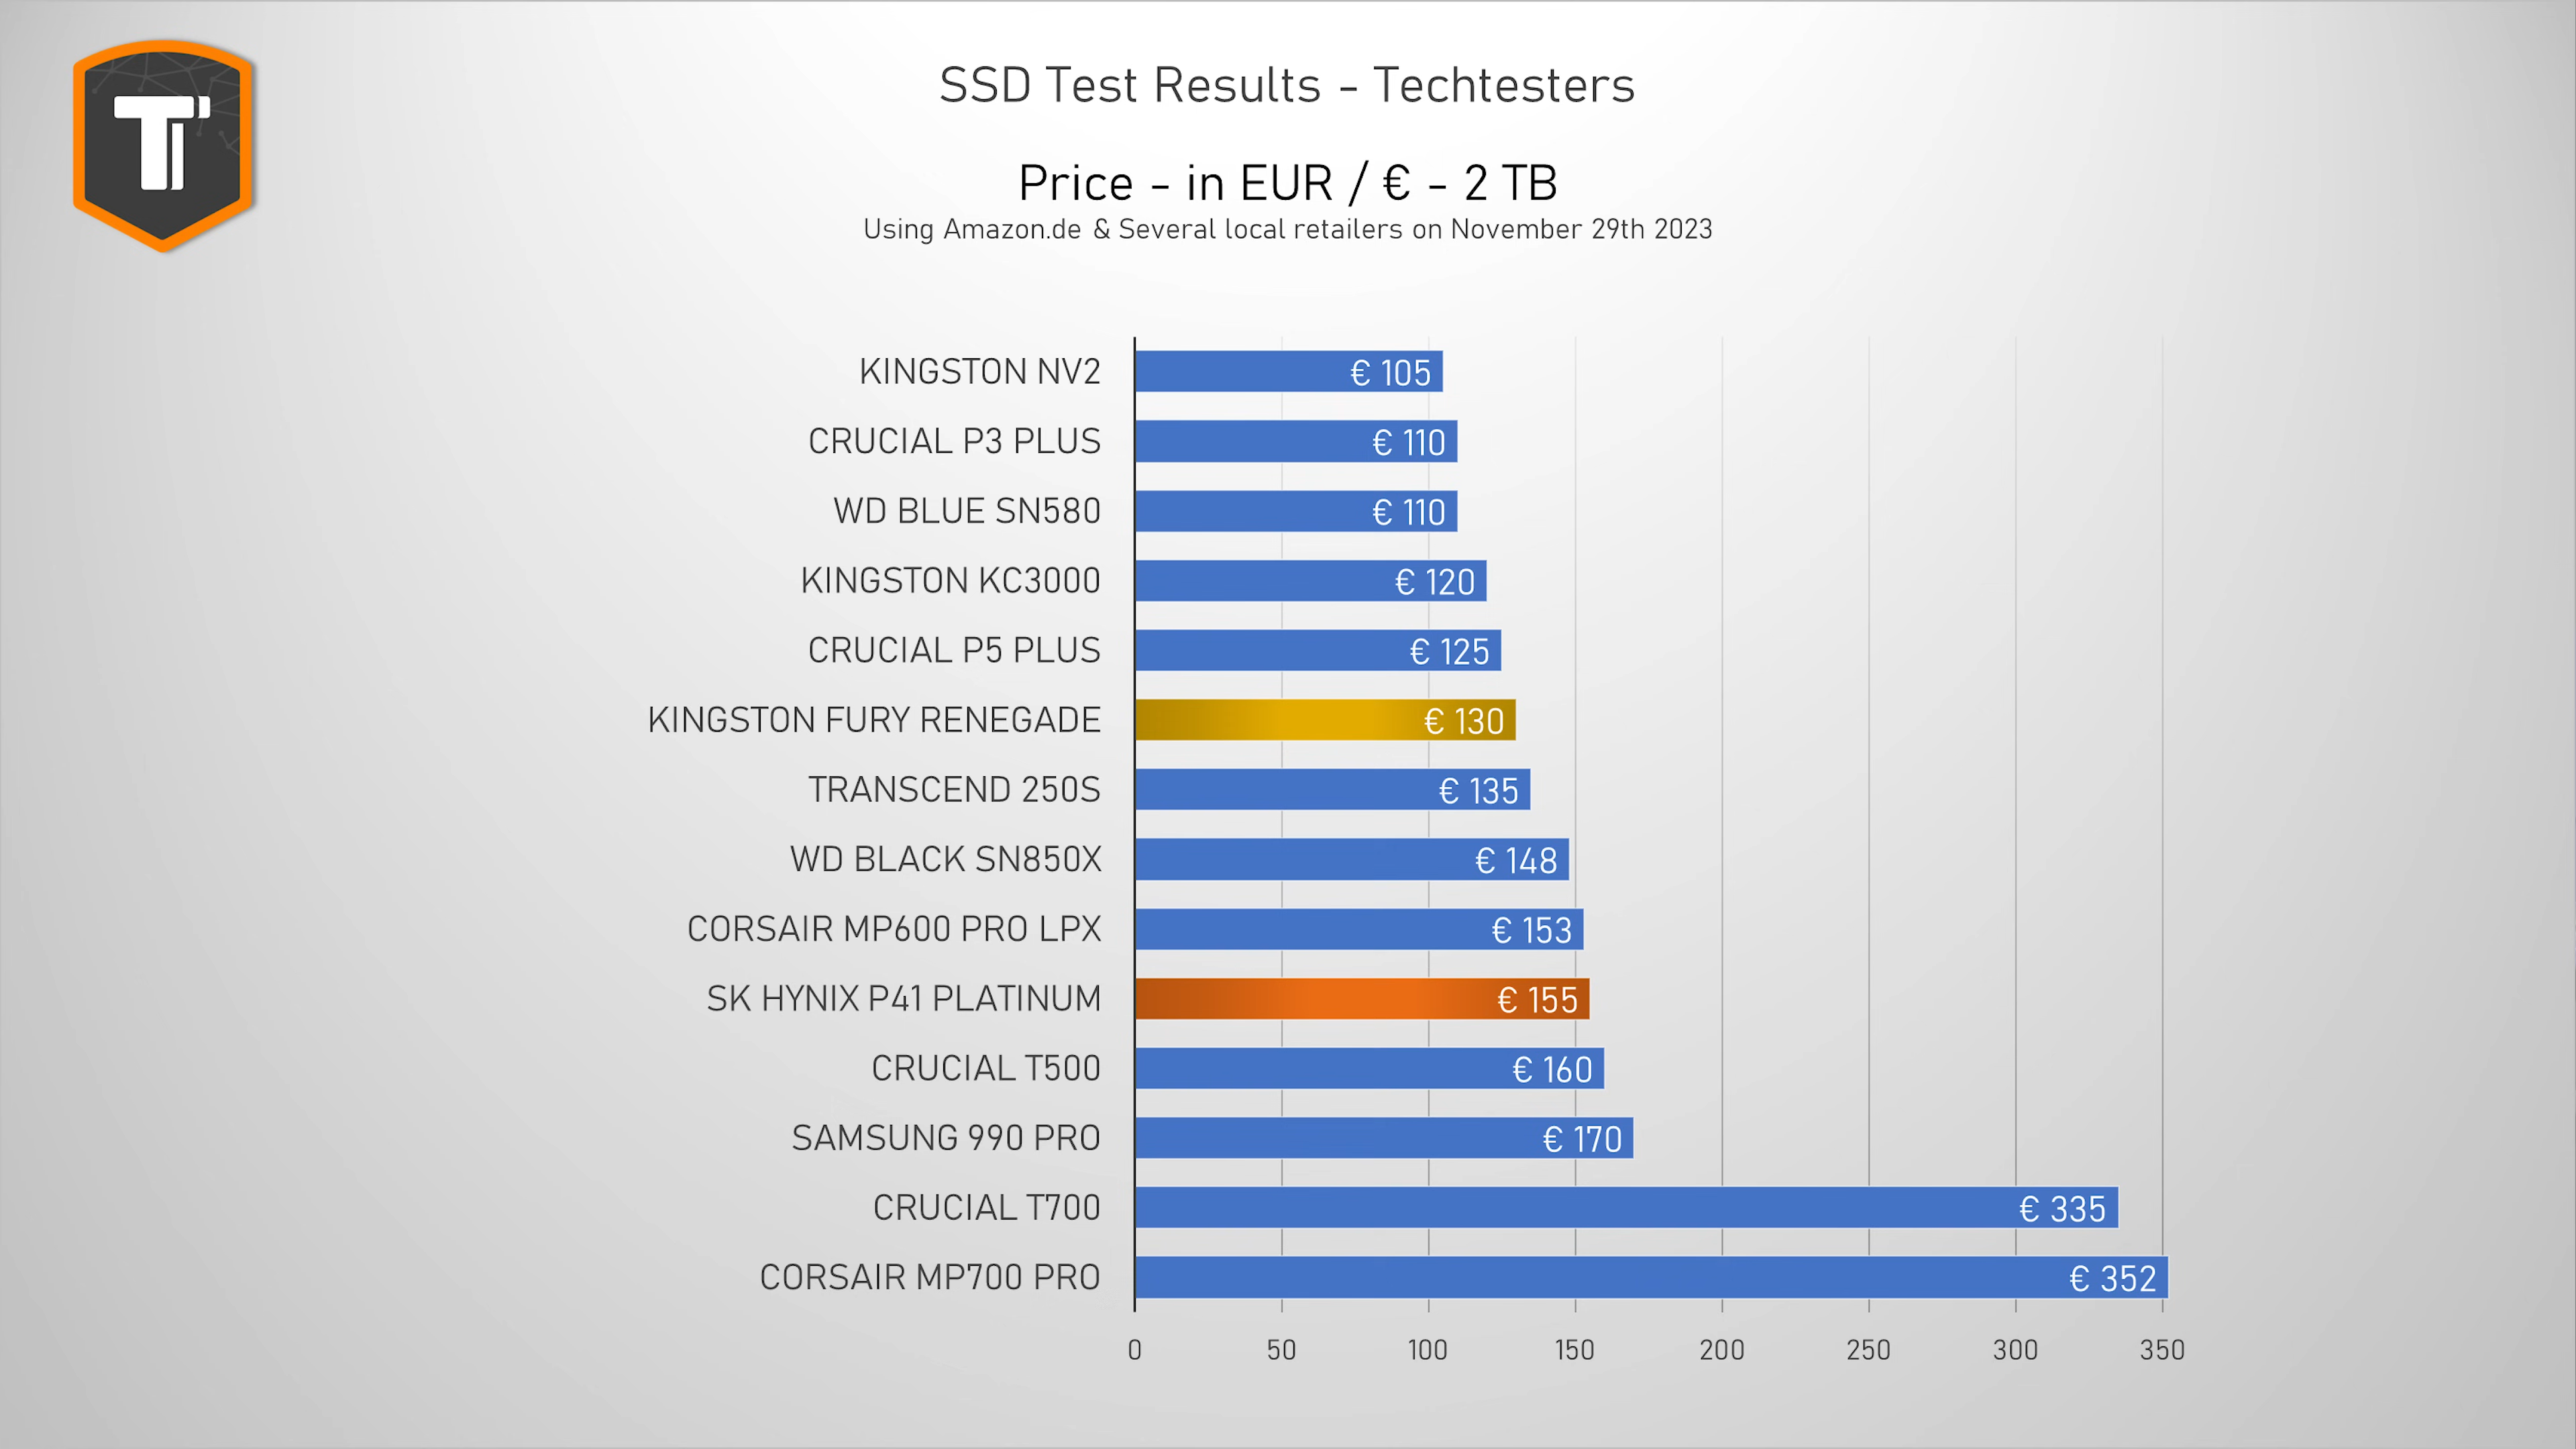 SSD Test Results - Techtesters
Price - in EUR / € - 2 TB
Using Amazon.de & Several local retailers on November 29th 2023
KINGSTON NV2 € 105
CRUCIAL P3 PLUS € 110
WD BLUE SN580 € 110
KINGSTON KC3000 € 120
CRUCIAL P5 PLUS € 125
KINGSTON FURY RENEGADE € 130
TRANSCEND 250S € 135
WD BLACK SN850X € 148
CORSAIR MP600 PRO LPX € 153
SK HYNIX P41 PLATINUM € 155
CRUCIAL T500 € 160
SAMSUNG 990 PRO € 170
CRUCIAL T700 € 335
CORSAIR MP700 PRO € 352
0 50 100 150 200 250 300 350